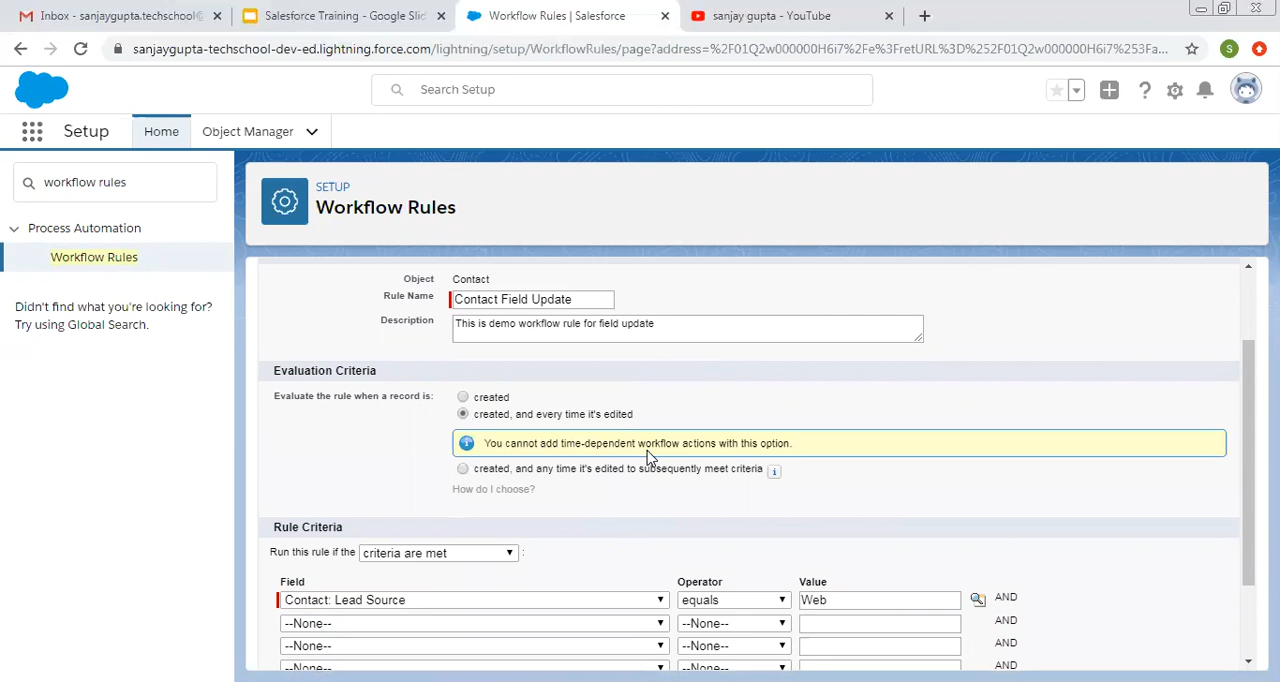 Inbox - sanjaygupta.techschool@
Salesforce Training - Google Slid
Workflow Rules | Salesforce
sanjay gupta - YouTube
sanjaygupta-techschool-dev-ed.lightning.force.com/lightning/setup/WorkflowRules/page?address=%2F01Q2w000000H6i7%2Fe%3FretURL%3D%252F01Q2w000000H6i7%253Fa...
S
Search Setup
Setup
Home
Object Manager
workflow rules
Process Automation
Workflow Rules
Didn't find what you're looking for?
Try using Global Search.
SETUP
Workflow Rules
Object Contact
Rule Name Contact Field Update
Description This is demo workflow rule for field update
Evaluation Criteria
Evaluate the rule when a record is: created
created, and every time it's edited
You cannot add time-dependent workflow actions with this option.
created, and any time it's edited to subsequently meet criteria
How do I choose?
Rule Criteria
Run this rule if the criteria are met :
Field Operator Value
Contact: Lead Source equals Web AND
--None-- --None-- AND
--None-- --None-- AND
--None-- --None-- AND